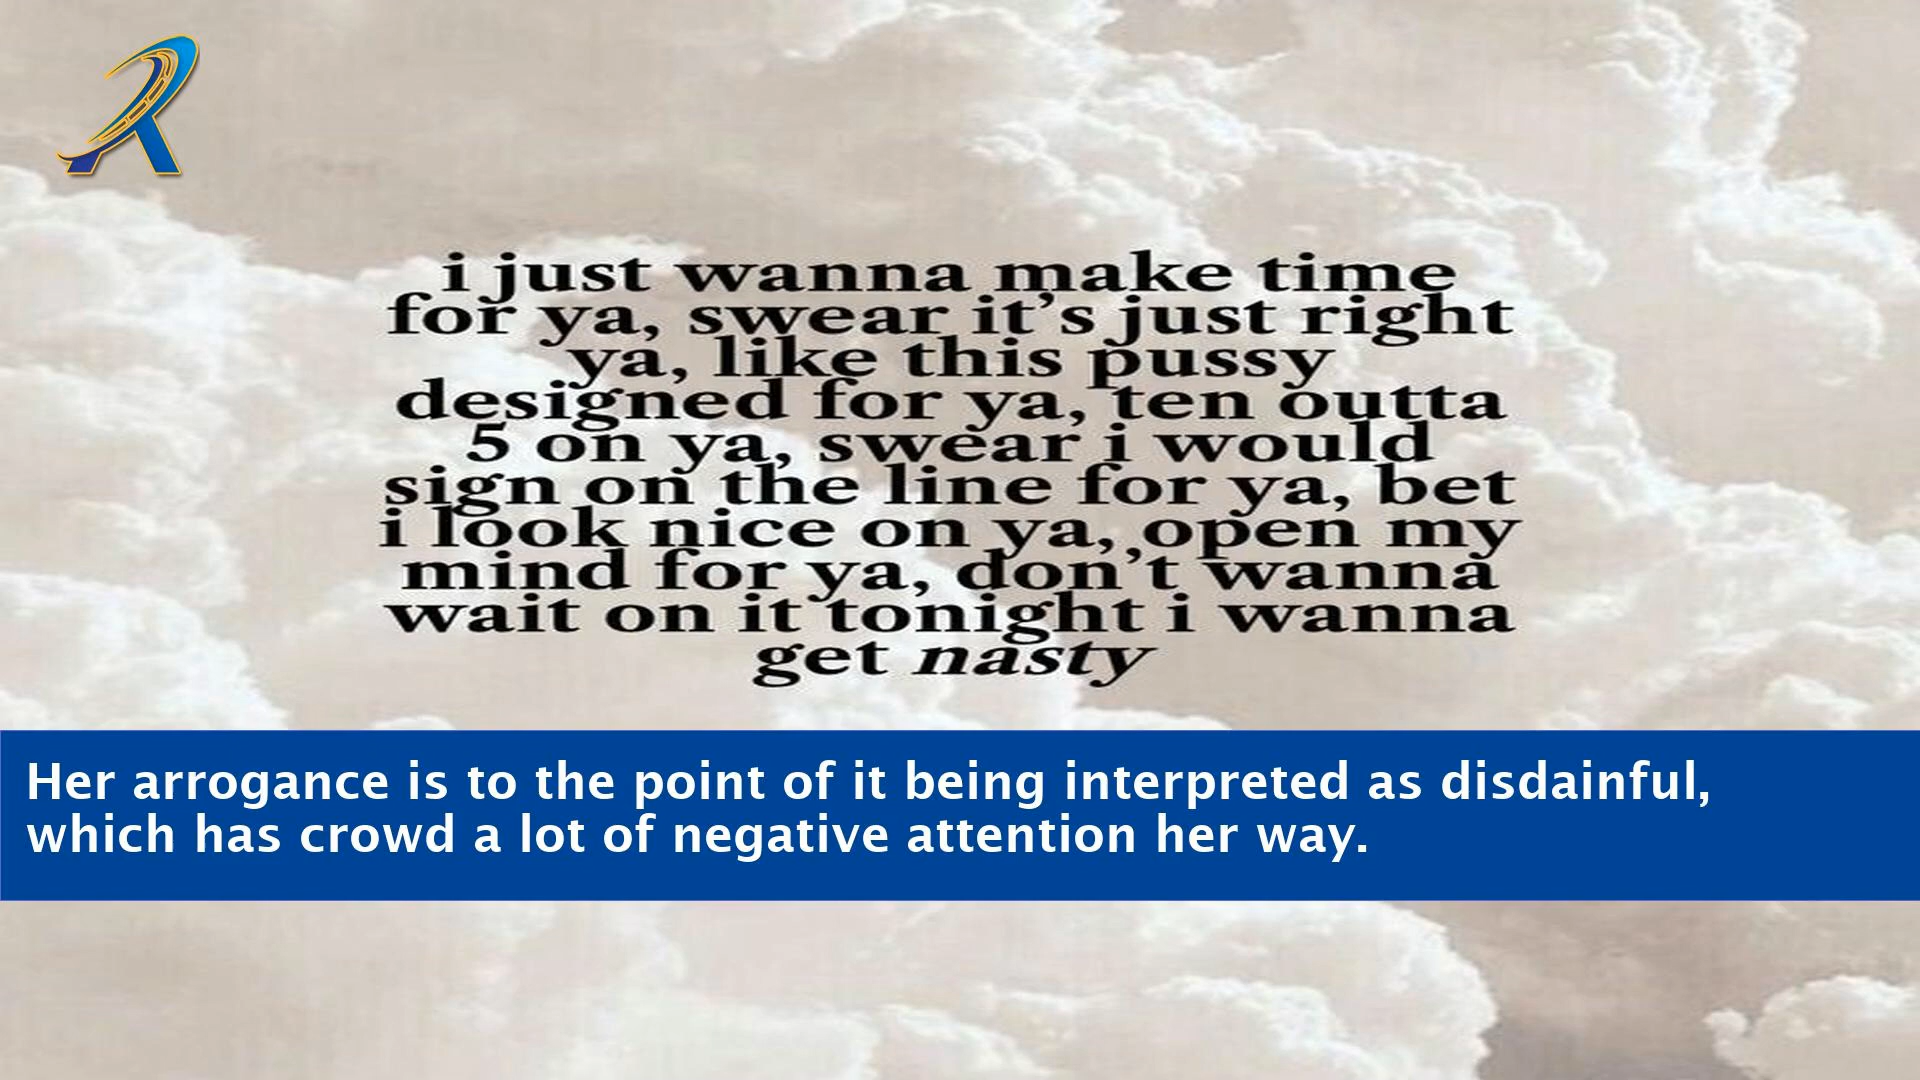 i just wanna make time
for ya, swear it’s just right
ya, like this pussy
designed for ya, ten outta
5 on ya, swear i would
sign on the line for ya, bet
i look nice on ya, open my
mind for ya, don’t wanna
wait on it tonight i wanna
get nasty
Her arrogance is to the point of it being interpreted as disdainful,
which has crowd a lot of negative attention her way.